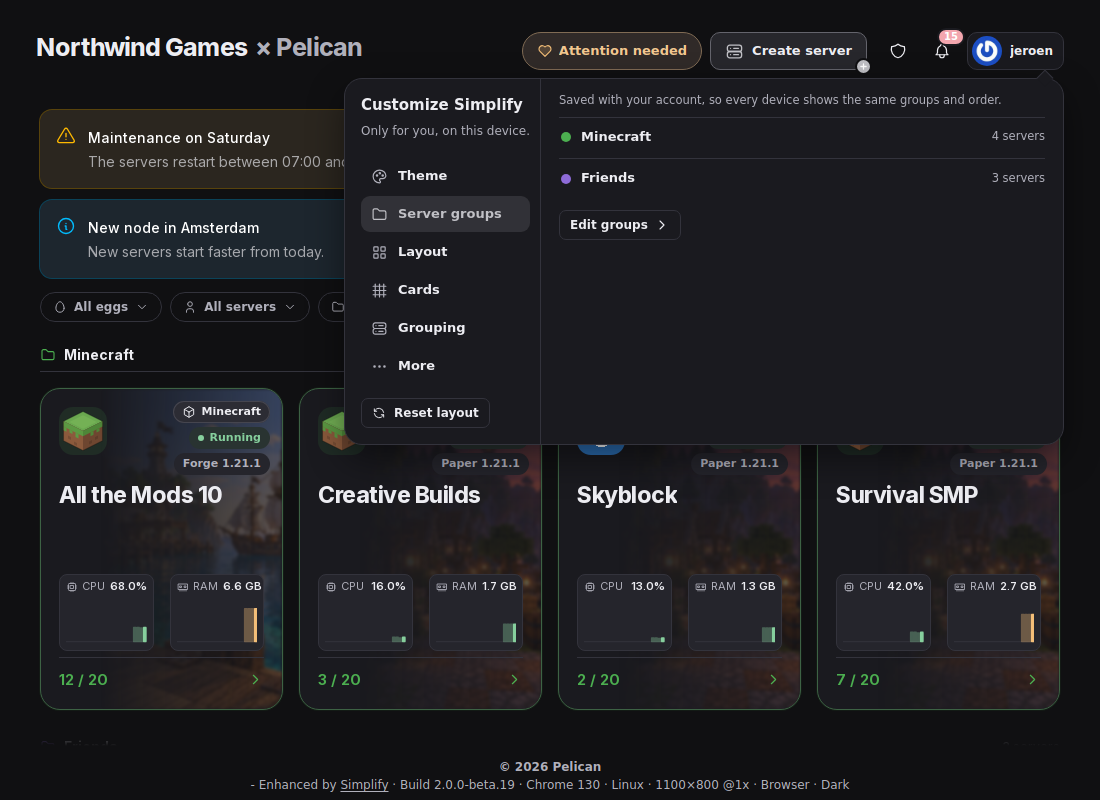 Northwind Games × Pelican
Attention needed
Create server
15
jeroen
Maintenance on Saturday
The servers restart between 07:00 and
New node in Amsterdam
New servers start faster from today.
All eggs
All servers
Customize Simplify
Only for you, on this device.
Theme
Server groups
Layout
Cards
Grouping
More
Reset layout
Saved with your account, so every device shows the same groups and order.
Minecraft
4 servers
Friends
3 servers
Edit groups
Minecraft
Minecraft
Running
Forge 1.21.1
All the Mods 10
CPU 68.0%
RAM 6.6 GB
12 / 20
Paper 1.21.1
Creative Builds
CPU 16.0%
RAM 1.7 GB
3 / 20
Paper 1.21.1
Skyblock
CPU 13.0%
RAM 1.3 GB
2 / 20
Paper 1.21.1
Survival SMP
CPU 42.0%
RAM 2.7 GB
7 / 20
Friends
© 2026 Pelican
- Enhanced by Simplify · Build 2.0.0-beta.19 · Chrome 130 · Linux · 1100×800 @1x · Browser · Dark